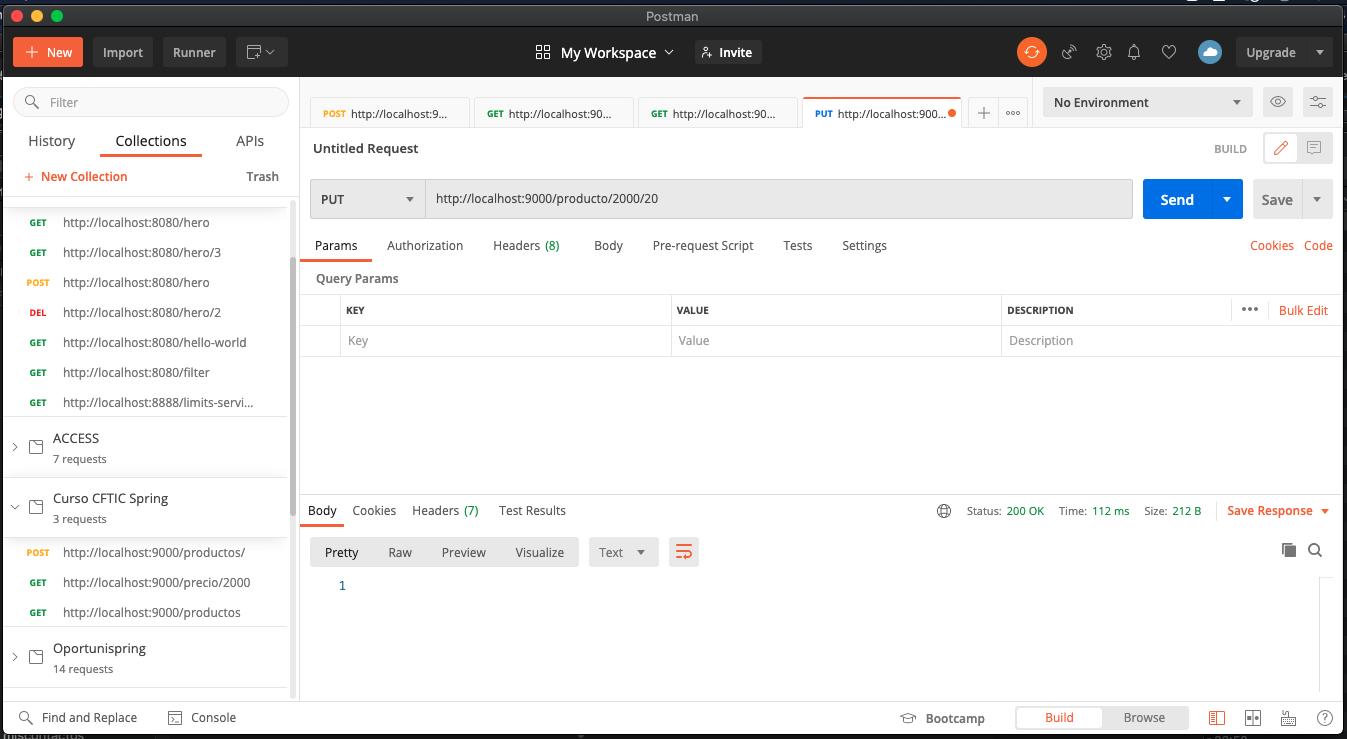 Postman
New Import Runner My Workspace Invite Upgrade
Filter
History Collections APIs
New Collection Trash
GET http://localhost:8080/hero
GET http://localhost:8080/hero/3
POST http://localhost:8080/hero
DEL http://localhost:8080/hero/2
GET http://localhost:8080/hello-world
GET http://localhost:8080/filter
GET http://localhost:8888/limits-servi...
ACCESS
7 requests
Curso CFTIC Spring
3 requests
POST http://localhost:9000/productos/
GET http://localhost:9000/precio/2000
GET http://localhost:9000/productos
Oportunispring
14 requests
POST http://localhost:9... GET http://localhost:90... GET http://localhost:90... PUT http://localhost:900... No Environment
Untitled Request BUILD
PUT http://localhost:9000/producto/2000/20 Send Save
Params Authorization Headers (8) Body Pre-request Script Tests Settings Cookies Code
Query Params
KEY VALUE DESCRIPTION Bulk Edit
Key Value Description
Body Cookies Headers (7) Test Results Status: 200 OK Time: 112 ms Size: 212 B Save Response
Pretty Raw Preview Visualize Text
1
Find and Replace Console Bootcamp Build Browse